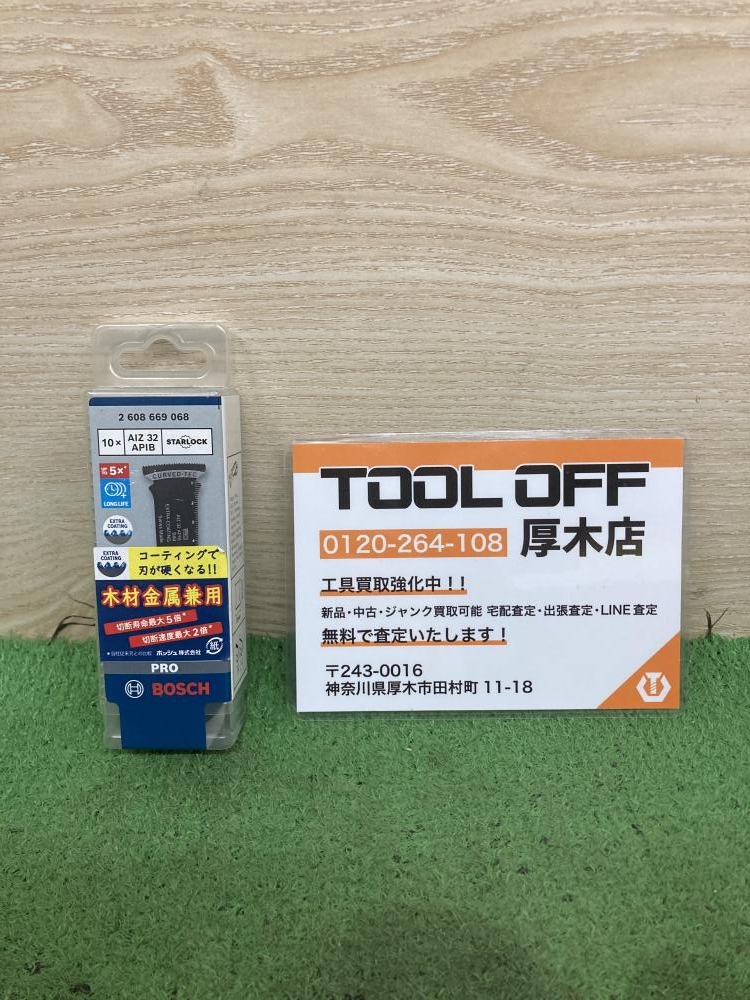 2 608 669 068
10×
AIZ 32
APIB
STARLOCK
5×*
LONG LIFE
CURVED-TEC
EXTRA
COATING
EXTRA
COATING
コーティングで
刃が硬くなる!!
木材金属兼用
切断寿命最大5倍*
切断速度最大2倍*
ボッシュ株式会社
紙
PRO
BOSCH
TOOL OFF
0120-264-108
厚木店
工具買取強化中!!
新品・中古・ジャンク買取可能 宅配査定・出張査定・LINE査定
無料で査定いたします!
〒243-0016
神奈川県厚木市田村町 11-18